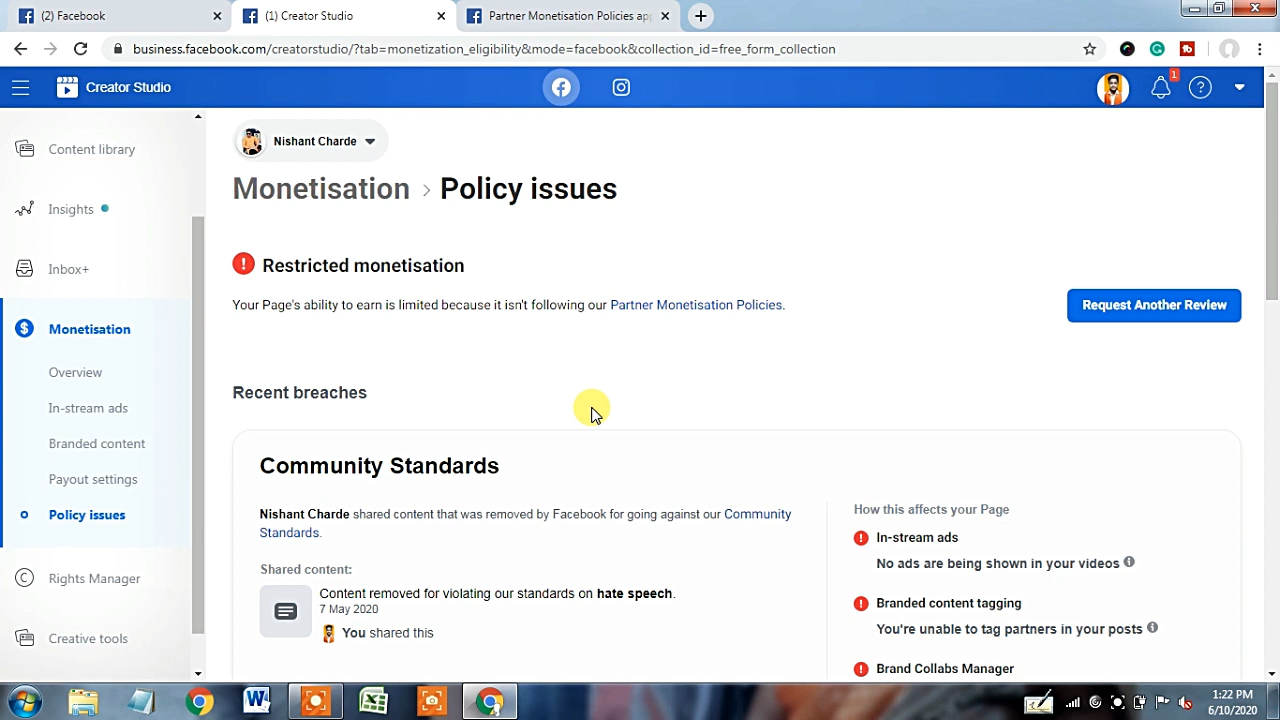 (2) Facebook
(1) Creator Studio
Partner Monetisation Policies app
business.facebook.com/creatorstudio/?tab=monetization_eligibility&mode=facebook&collection_id=free_form_collection
Creator Studio
1
Content library
Insights
Inbox+
Monetisation
Overview
In-stream ads
Branded content
Payout settings
Policy issues
Rights Manager
Creative tools
Nishant Charde
Monetisation > Policy issues
Restricted monetisation
Your Page's ability to earn is limited because it isn't following our Partner Monetisation Policies.
Request Another Review
Recent breaches
Community Standards
Nishant Charde shared content that was removed by Facebook for going against our Community
Standards.
Shared content:
Content removed for violating our standards on hate speech.
7 May 2020
You shared this
How this affects your Page
In-stream ads
No ads are being shown in your videos
Branded content tagging
You're unable to tag partners in your posts
Brand Collabs Manager
1:22 PM
6/10/2020